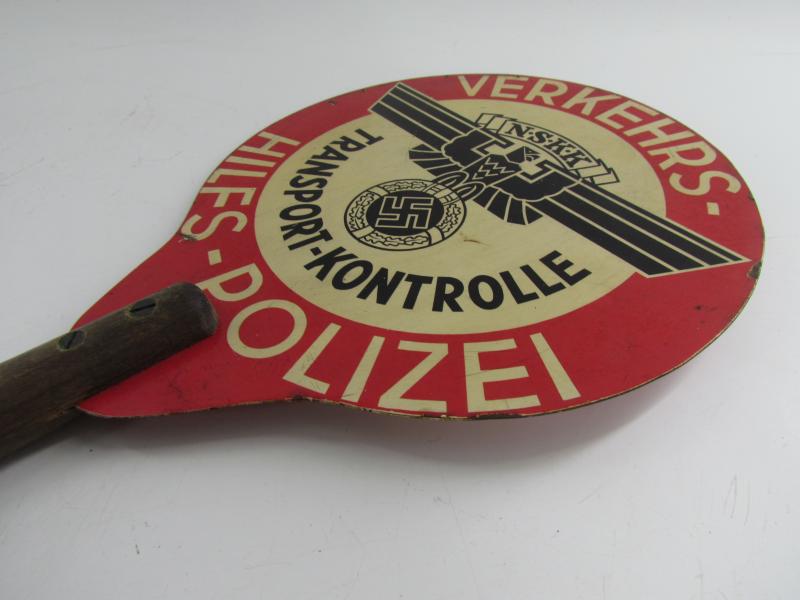 VERKEHRS-
HILFS-POLIZEI
N·S·K·K
TRANSPORT-KONTROLLE